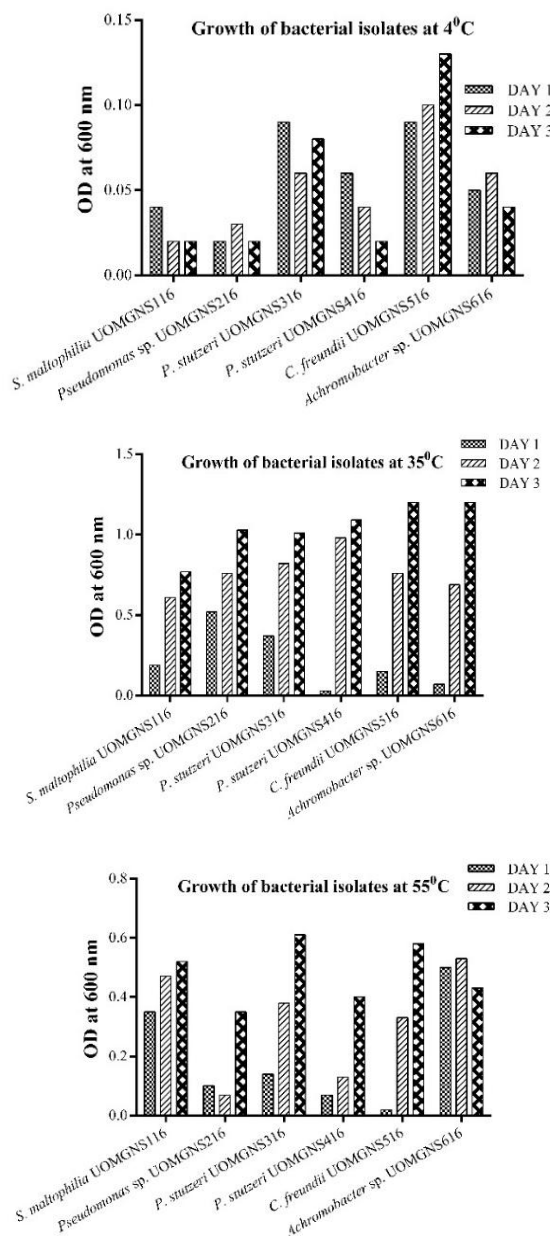 Growth of bacterial isolates at 4⁰C
0.15
0.10
0.05
0.00
OD at 600 nm
DAY 1
DAY 2
DAY 3
S. maltophilia UOMGNS116
Pseudomonas sp. UOMGNS216
P. stutzeri UOMGNS316
P. stutzeri UOMGNS416
C. freundii UOMGNS516
Achromobacter sp. UOMGNS616
Growth of bacterial isolates at 35⁰C
1.5
1.0
0.5
0.0
OD at 600 nm
DAY 1
DAY 2
DAY 3
S. maltophilia UOMGNS116
Pseudomonas sp. UOMGNS216
P. stutzeri UOMGNS316
P. stutzeri UOMGNS416
C. freundii UOMGNS516
Achromobacter sp. UOMGNS616
Growth of bacterial isolates at 55⁰C
0.8
0.6
0.4
0.2
0.0
OD at 600 nm
DAY 1
DAY 2
DAY 3
S. maltophilia UOMGNS116
Pseudomonas sp. UOMGNS216
P. stutzeri UOMGNS316
P. stutzeri UOMGNS416
C. freundii UOMGNS516
Achromobacter sp. UOMGNS616